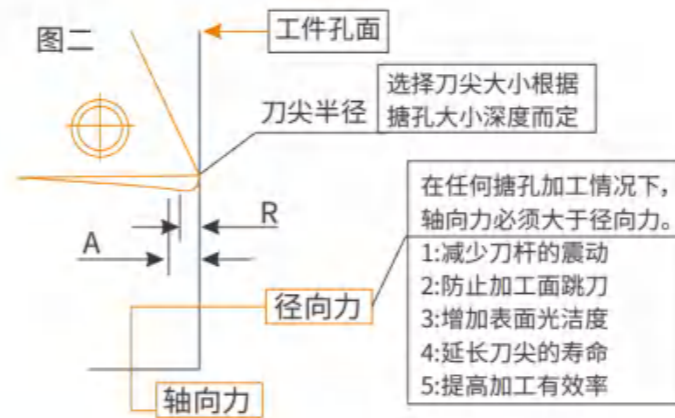 图二
工件孔面
刀尖半径
选择刀尖大小根据
搪孔大小深度而定
R
A
在任何搪孔加工情况下，
轴向力必须大于径向力。
1:减少刀杆的震动
2:防止加工面跳刀
3:增加表面光洁度
4:延长刀尖的寿命
5:提高加工有效率
径向力
轴向力